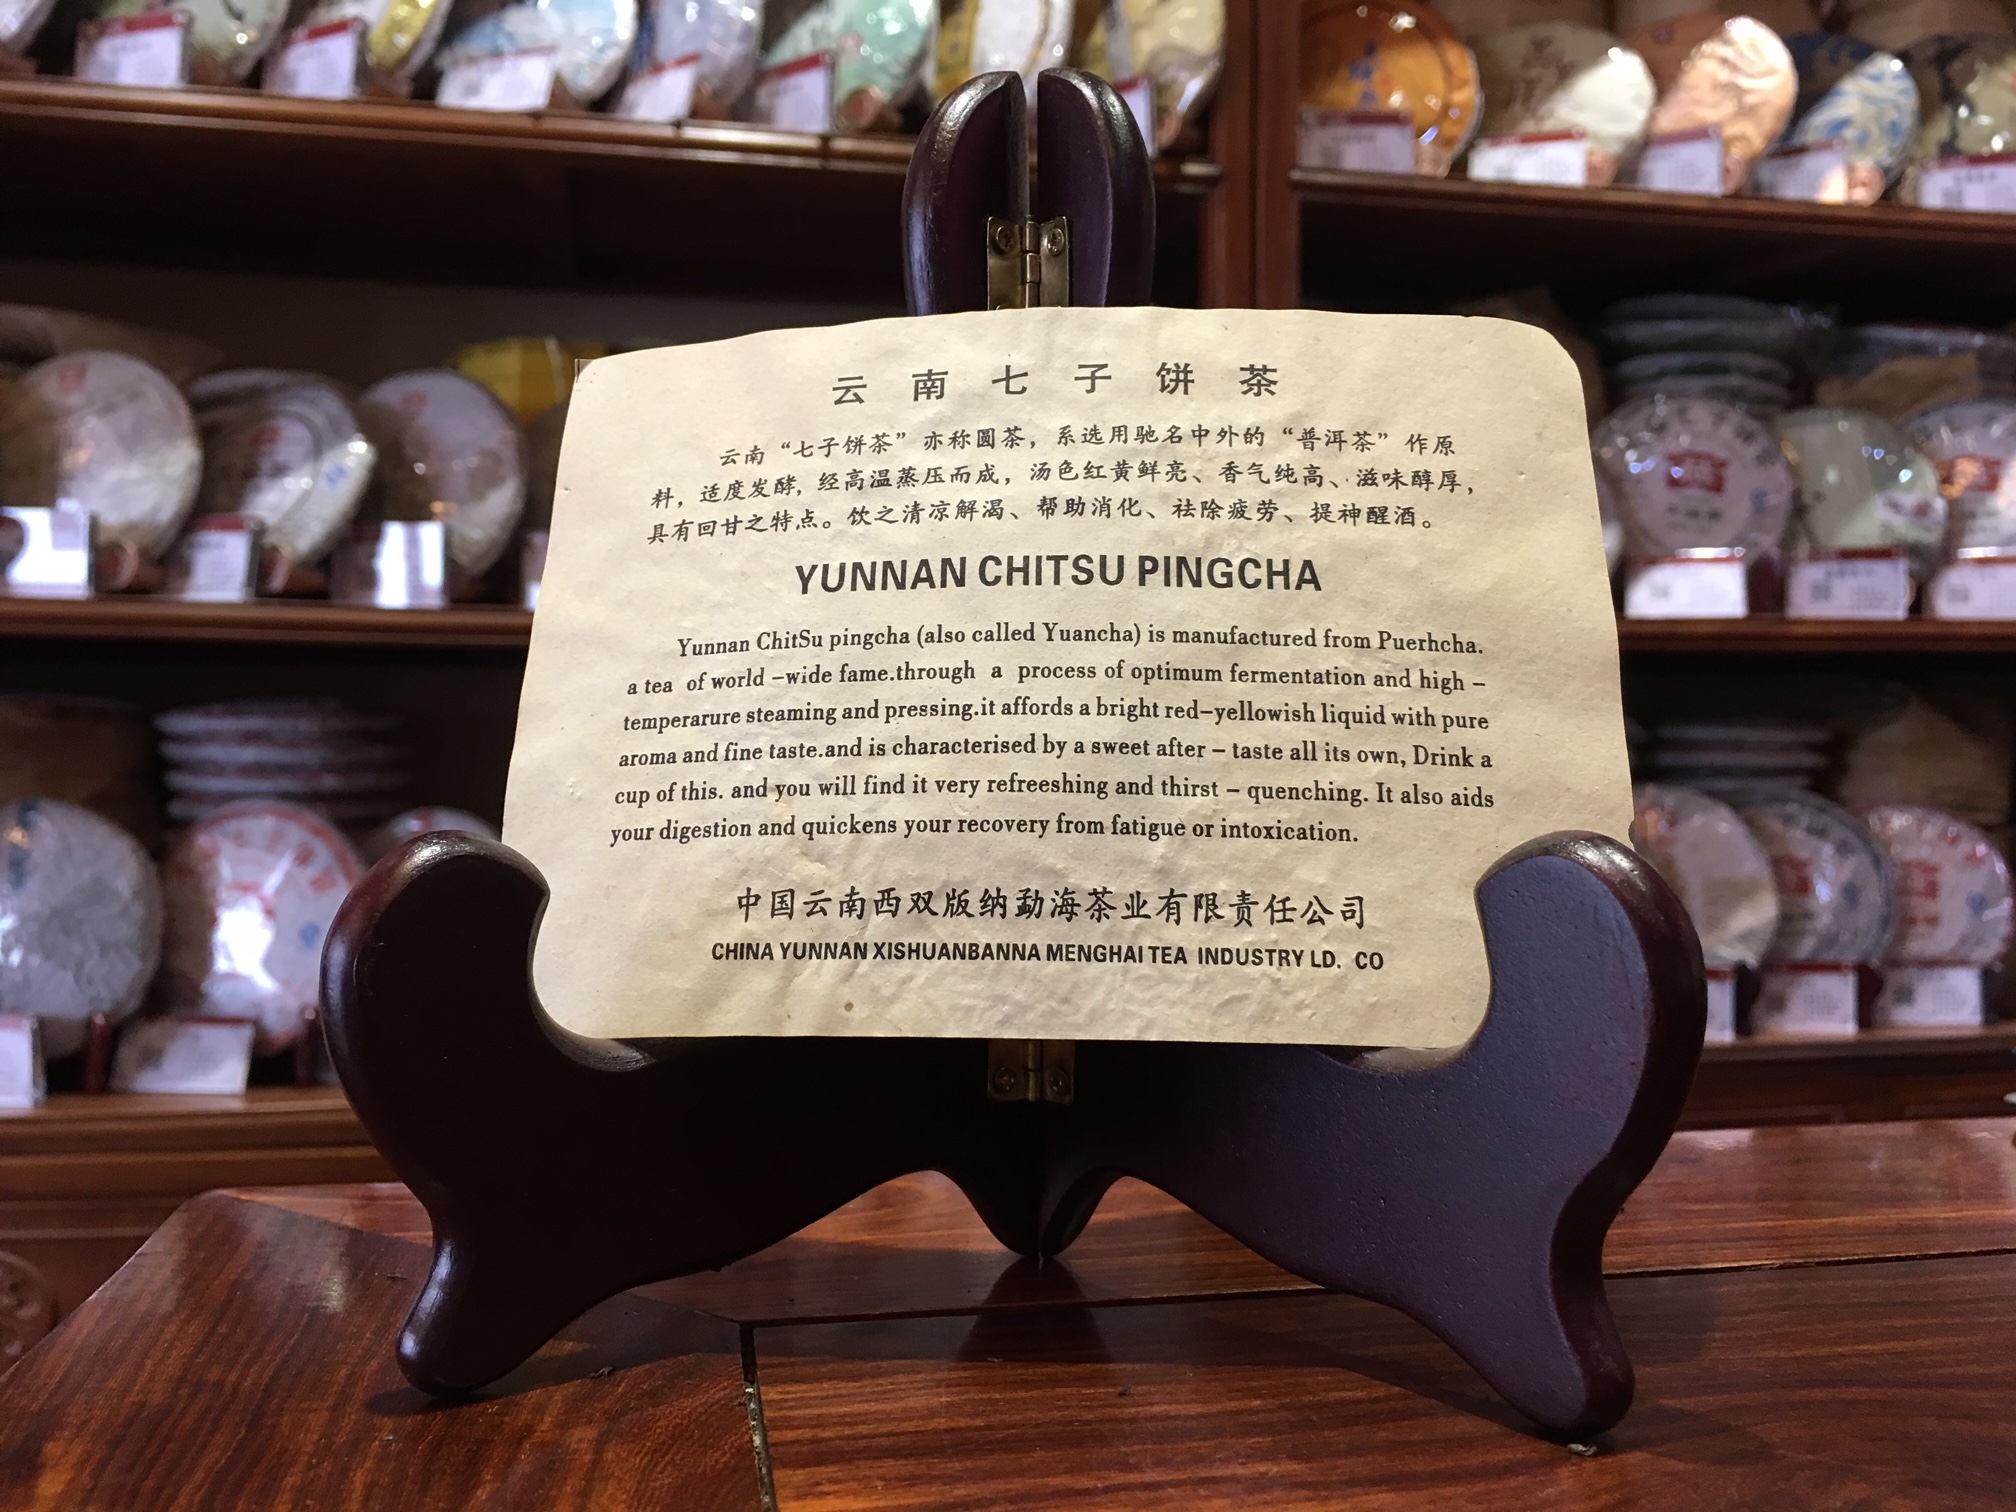 云南七子饼茶
云南“七子饼茶”亦称圆茶，系选用驰名中外的“普洱茶”作原
料，适度发酵，经高温蒸压而成，汤色红黄鲜亮、香气纯高、滋味醇厚，
具有回甘之特点。饮之清凉解渴、帮助消化、祛除疲劳、提神醒酒。
YUNNAN CHITSU PINGCHA
Yunnan ChitSu pingcha (also called Yuancha) is manufactured from Puerhcha.
a tea of world –wide fame.through a process of optimum fermentation and high –
temperarure steaming and pressing.it affords a bright red–yellowish liquid with pure
aroma and fine taste.and is characterised by a sweet after – taste all its own, Drink a
cup of this. and you will find it very refreeshing and thirst – quenching. It also aids
your digestion and quickens your recovery from fatigue or intoxication.
中国云南西双版纳勐海茶业有限责任公司
CHINA YUNNAN XISHUANBANNA MENGHAI TEA INDUSTRY LD. CO